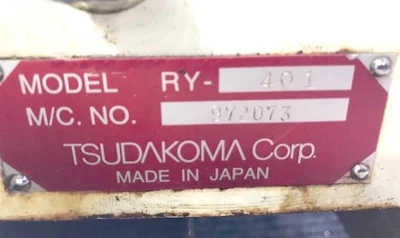 MODEL RY- 401
M/C. NO. 972073
TSUDAKOMA Corp.
MADE IN JAPAN